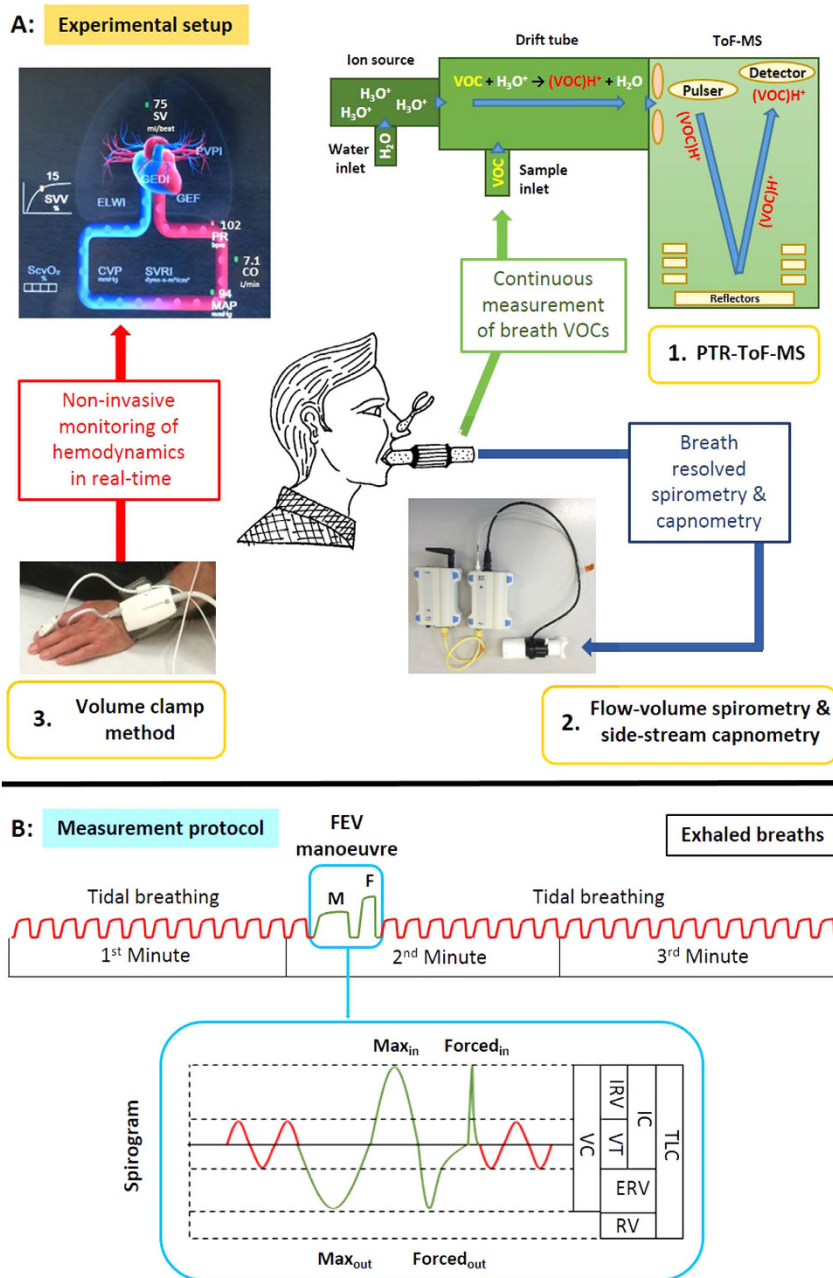 A: Experimental setup
75
SV
ml/beat
PVPI
GEDI
15
SVV
%
ELWI
GEF
102
PR
bpm
7.1
CO
L/min
ScvO₂
%
CVP
mmHg
SVRI
94
MAP
mmHg
Ion source
Drift tube
ToF-MS
H₃O⁺
H₃O⁺ H₃O⁺
VOC + H₃O⁺ → (VOC)H⁺ + H₂O
Water
inlet
H₂O
VOC
Sample
inlet
Pulser
Detector
(VOC)H⁺
(VOC)H⁺
(VOC)H⁺
Reflectors
Continuous
measurement
of breath VOCs
1. PTR-ToF-MS
Non-invasive
monitoring of
hemodynamics
in real-time
Breath
resolved
spirometry &
capnometry
3. Volume clamp
method
2. Flow-volume spirometry &
side-stream capnometry
B: Measurement protocol
FEV
manoeuvre
Exhaled breaths
Tidal breathing
M
F
Tidal breathing
1st Minute
2nd Minute
3rd Minute
Spirogram
Maxin
Forcedin
Maxout
Forcedout
VC
IRV
VT
IC
ERV
RV
TLC